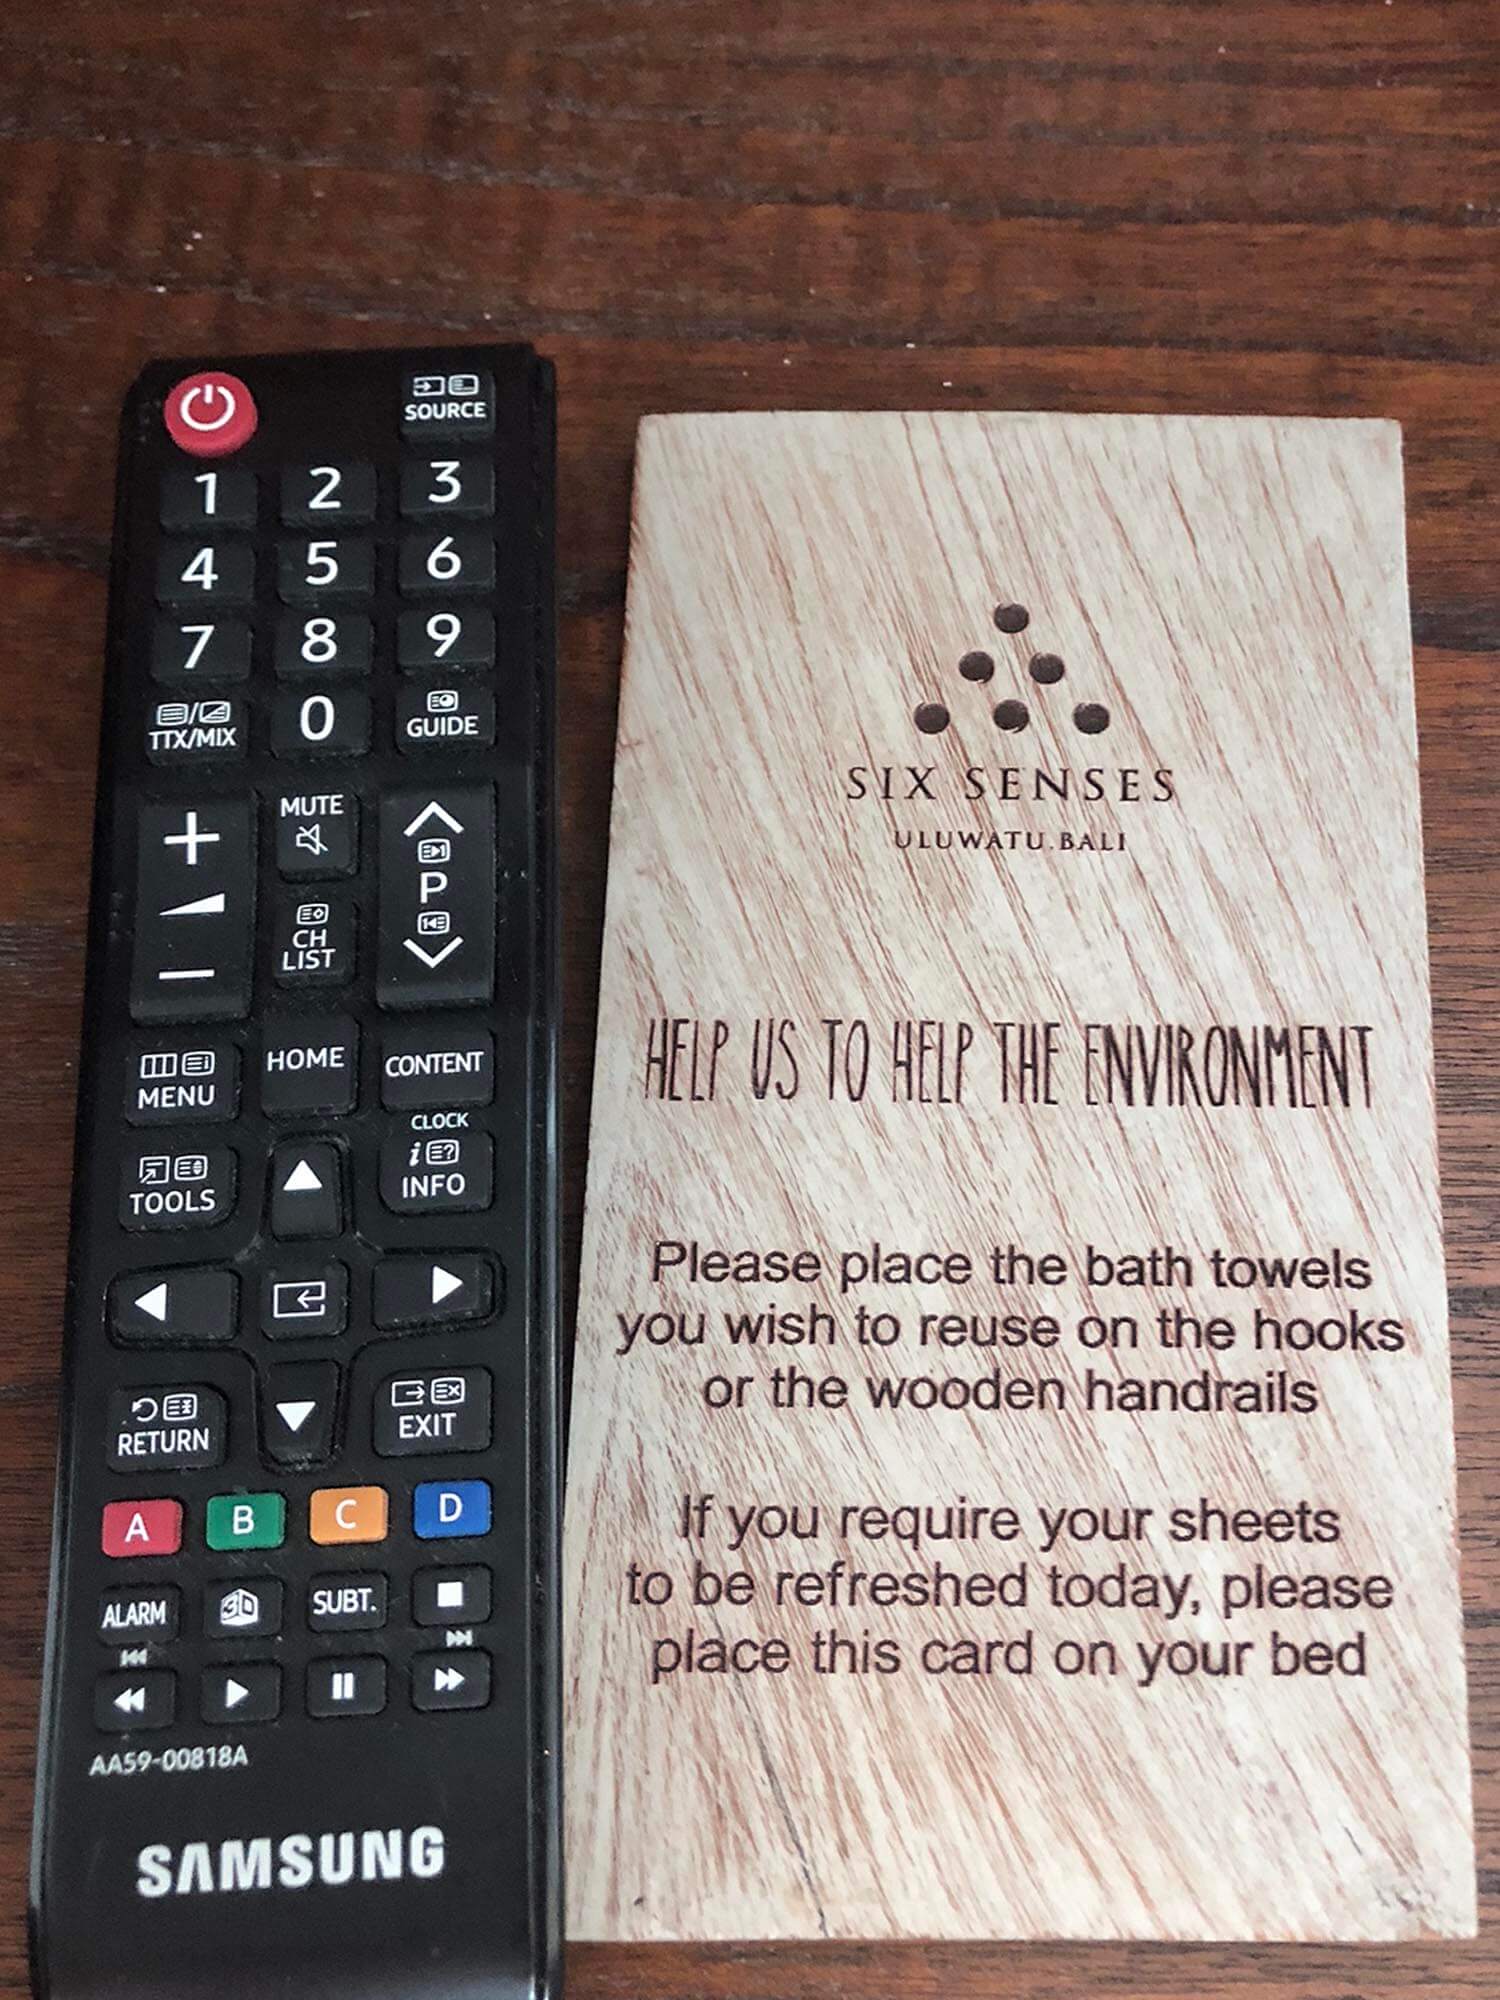 SOURCE
1 2 3
4 5 6
7 8 9
TTX/MIX 0 GUIDE
MUTE
P
CH
LIST
MENU HOME CONTENT
CLOCK
TOOLS i INFO
RETURN EXIT
A B C D
ALARM 3D SUBT.
AA59-00818A
SAMSUNG
SIX SENSES
ULUWATU.BALI
HELP US TO HELP THE ENVIRONMENT
Please place the bath towels
you wish to reuse on the hooks
or the wooden handrails
If you require your sheets
to be refreshed today, please
place this card on your bed